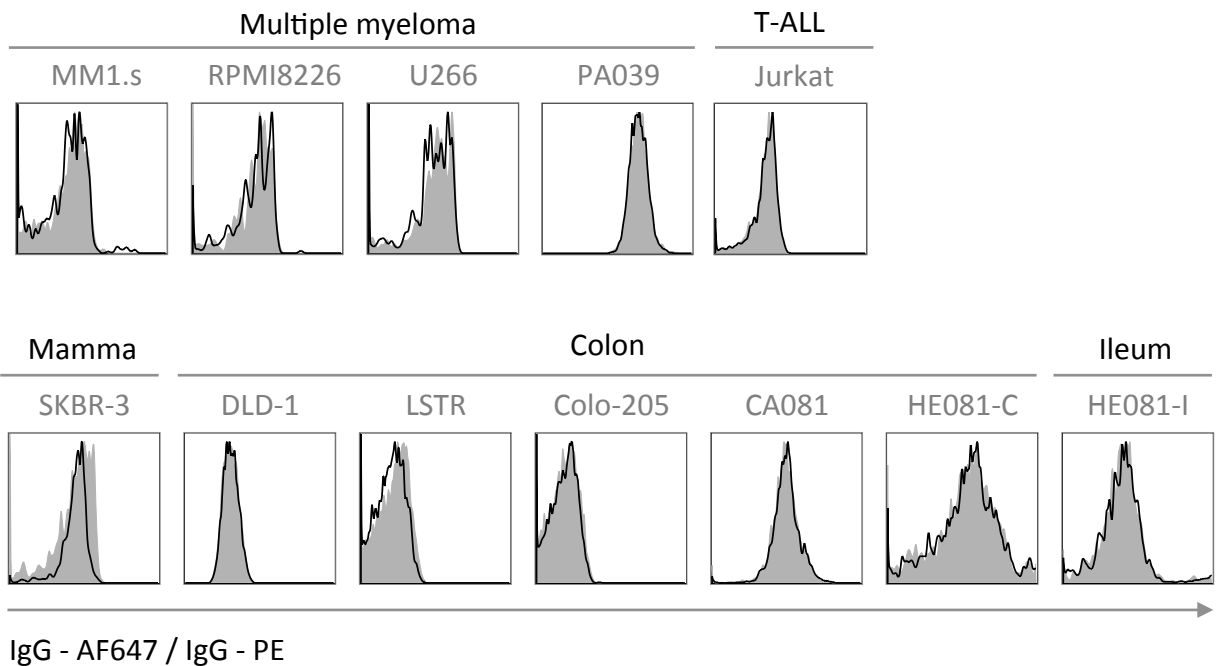 Multiple myeloma T-ALL
MM1.s RPMI8226 U266 PA039 Jurkat
Mamma Colon Ileum
SKBR-3 DLD-1 LSTR Colo-205 CA081 HE081-C HE081-I
IgG - AF647 / IgG - PE